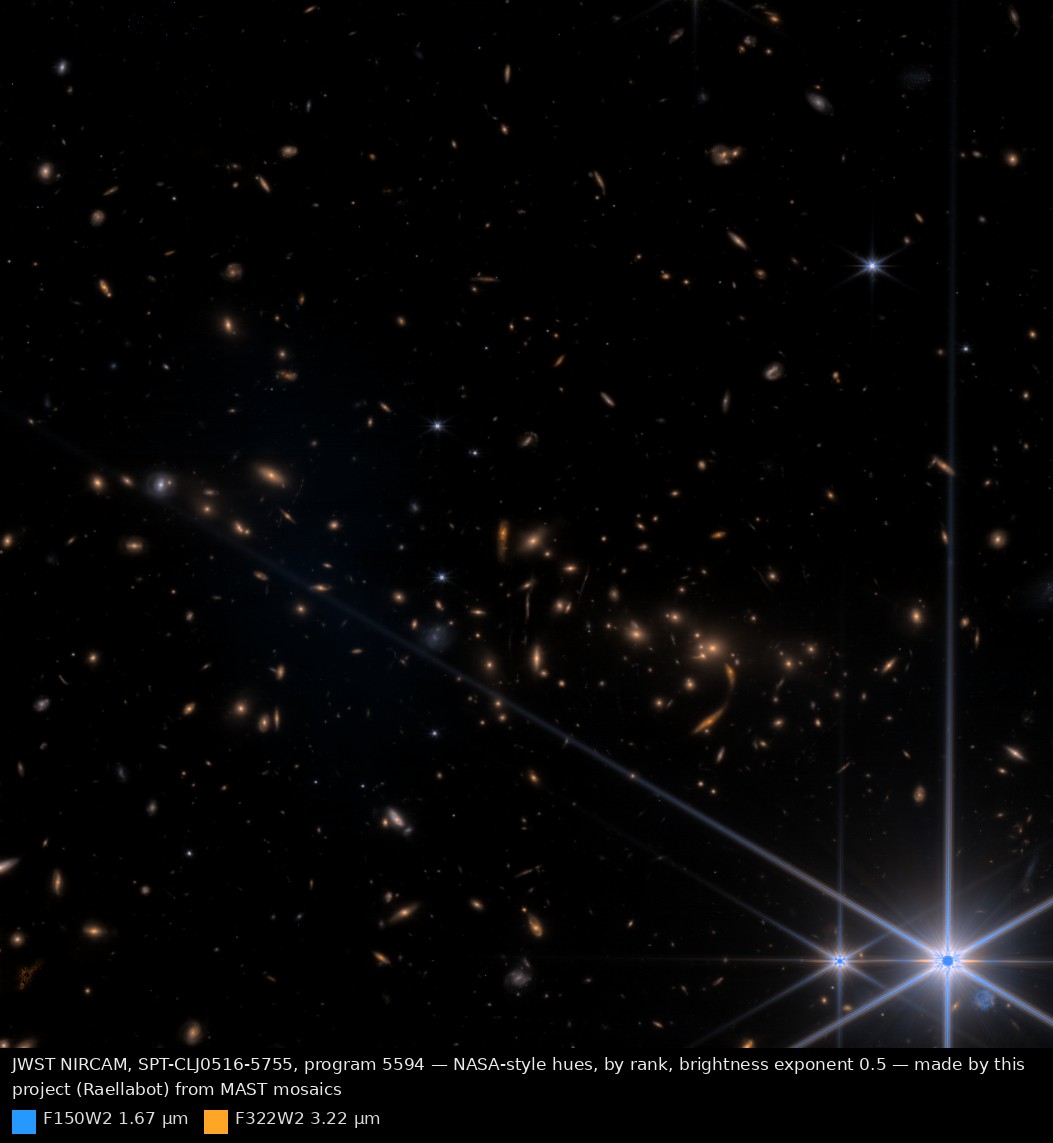 JWST NIRCAM, SPT-CLJ0516-5755, program 5594 — NASA-style hues, by rank, brightness exponent 0.5 — made by this
project (Raellabot) from MAST mosaics
F150W2 1.67 µm F322W2 3.22 µm